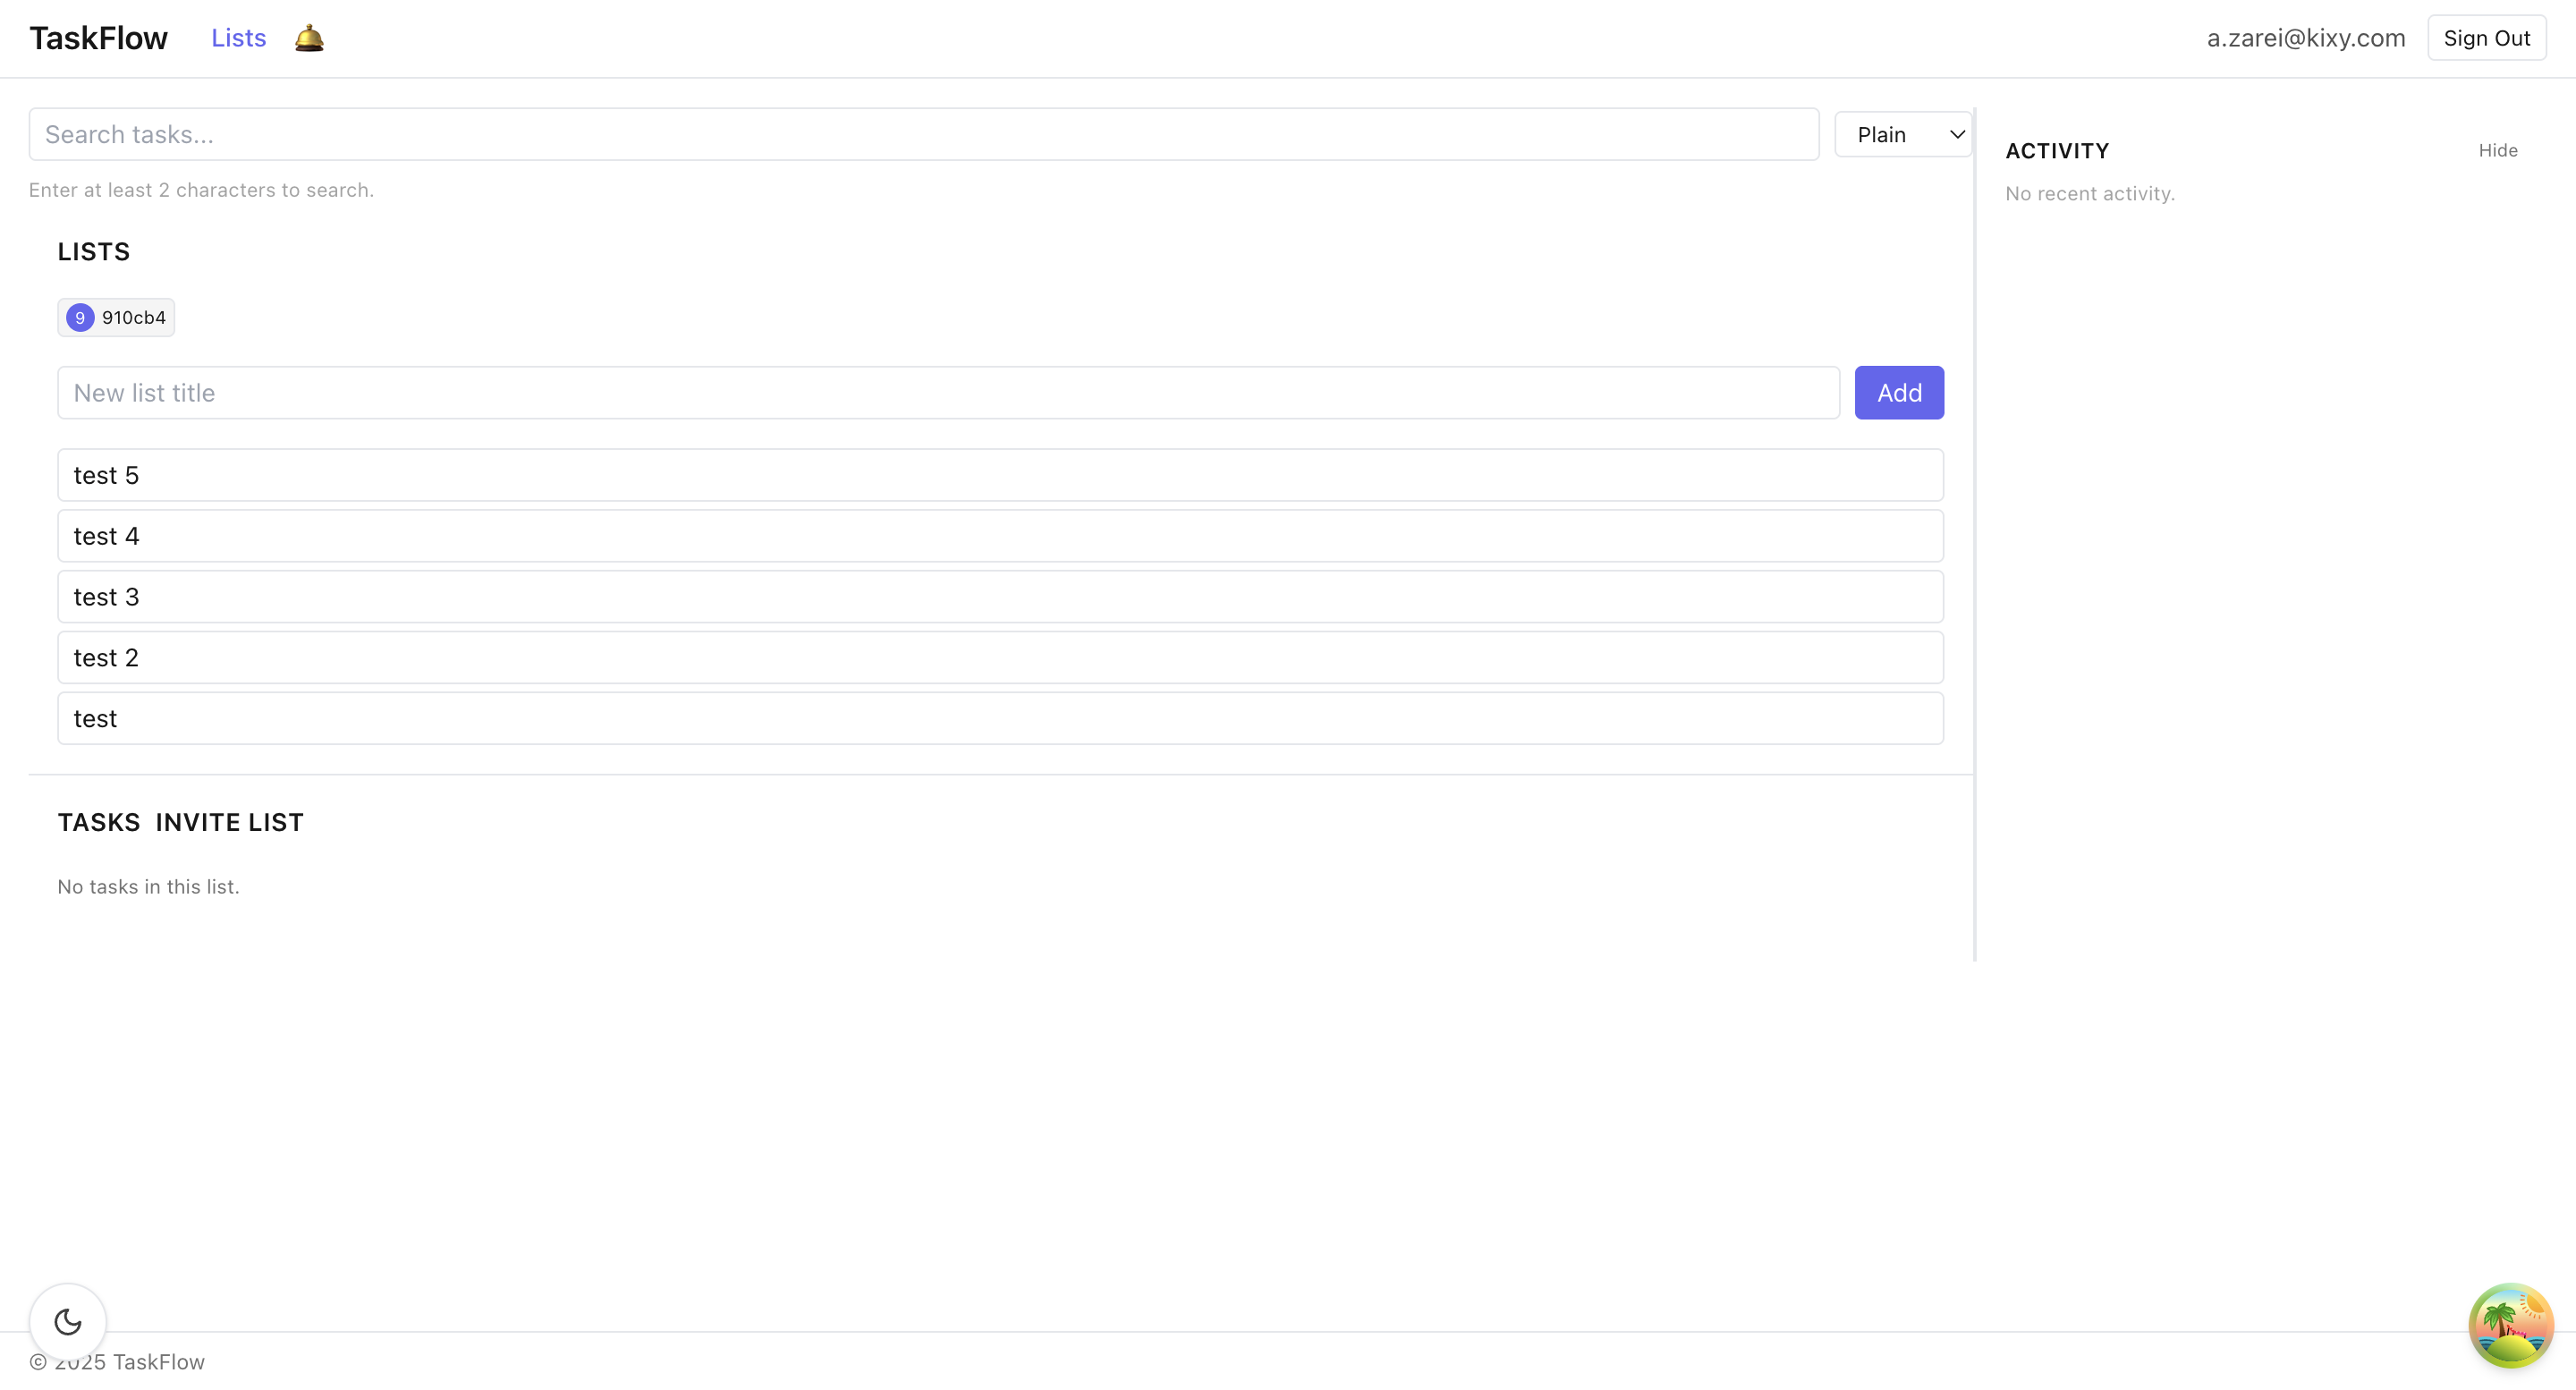 TaskFlow Lists a.zarei@kixy.com Sign Out
Search tasks... Plain
Enter at least 2 characters to search.
LISTS
9 910cb4
New list title Add
test 5
test 4
test 3
test 2
test
TASKS INVITE LIST
No tasks in this list.
ACTIVITY Hide
No recent activity.
© 2025 TaskFlow